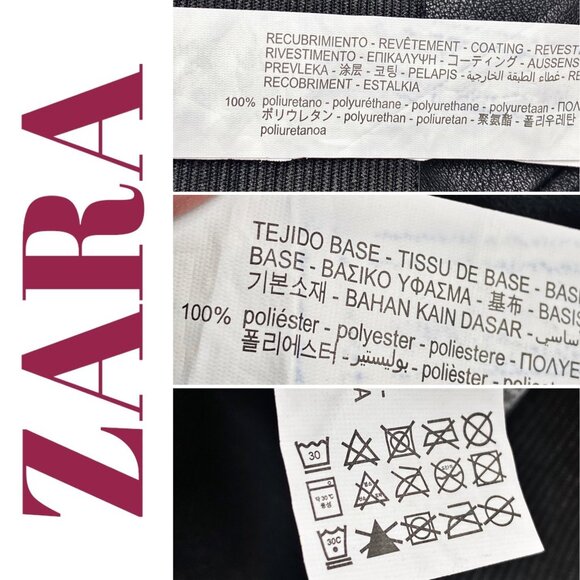 ZARA
RECUBRIMIENTO - REVÊTEMENT - COATING - REVEST
RIVESTIMENTO - ΕΠΙΚΑΛΥΨΗ - コーティング - AUSSENS
PREVLEKA - 涂层 - 코팅 - PELAPIS - غطاء الطبقة الخارجية - RE
RECOBRIMENT - ESTALKIA
100% poliuretano - polyuréthane - polyurethane - polyuretaan - ΠΟΛ
ポリウレタン - polyurethan - poliuretan - 聚氨酯 - 폴리우레탄
poliuretanoa
TEJIDO BASE - TISSU DE BASE - BAS
BASE - ΒΑΣΙΚΟ ΥΦΑΣΜΑ - 基布 - BASIS
기본소재 - BAHAN KAIN DASAR - ساسي
100% poliéster - polyester - poliestere - ΠΟΛΥΕ
폴리에스터 - بوليستير - polièster - poliester
30
30C